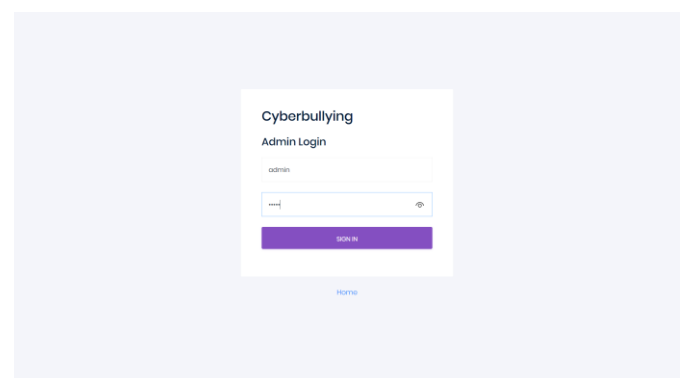 Cyberbullying
Admin Login
admin
•••••
SIGN IN
Home